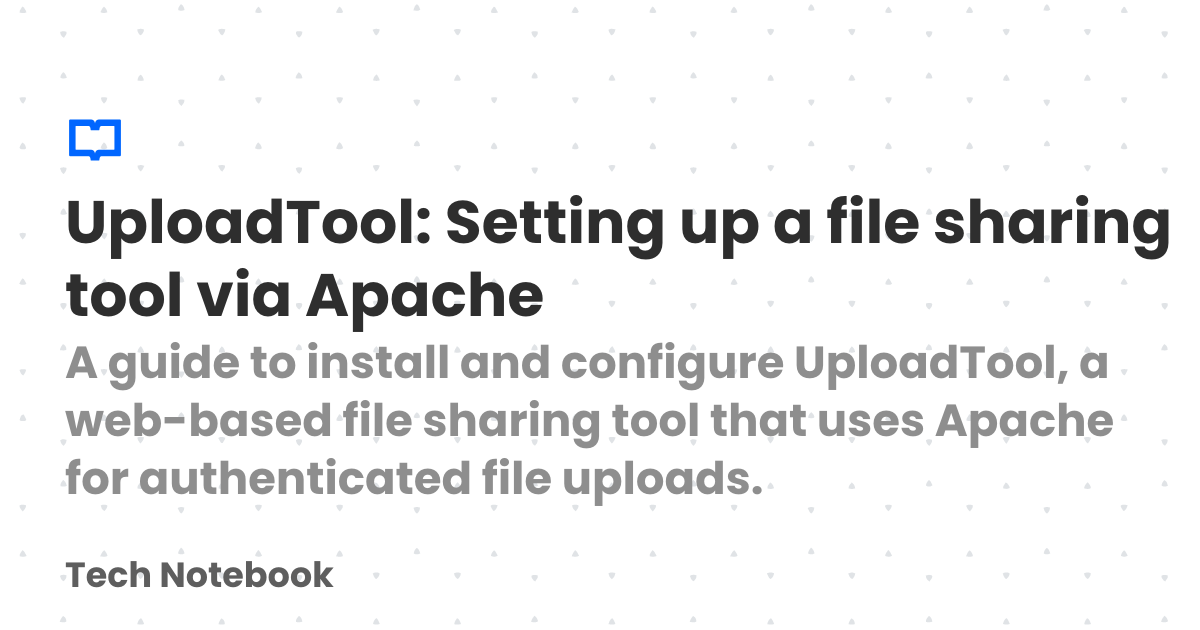 UploadTool: Setting up a file sharing
tool via Apache
A guide to install and configure UploadTool, a
web-based file sharing tool that uses Apache
for authenticated file uploads.
Tech Notebook